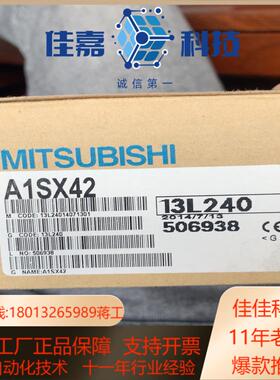 佳嘉 科技
诚信第一
MITSUBISHI
A1SX42
13L240
M CODE: 13L24014071301
2014/7/13
G CODE: 13L240
506938
L NO: 506938
G NAME: A1SX42
线:18013265989蒋工
佳佳科
工厂正品保障 支持开票
11年老
自动化技术 十一年行业经验
爆款推